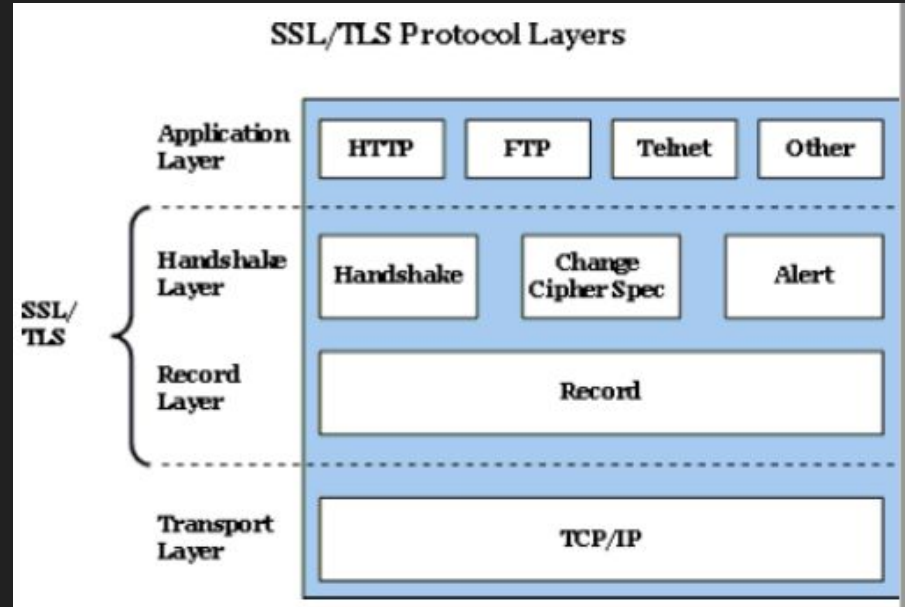 SSL/TLS Protocol Layers
Application
Layer
HTTP
FTP
Telnet
Other
Handshake
Layer
Handshake
Change
Cipher Spec
Alert
SSL/
TLS
Record
Layer
Record
Transport
Layer
TCP/IP